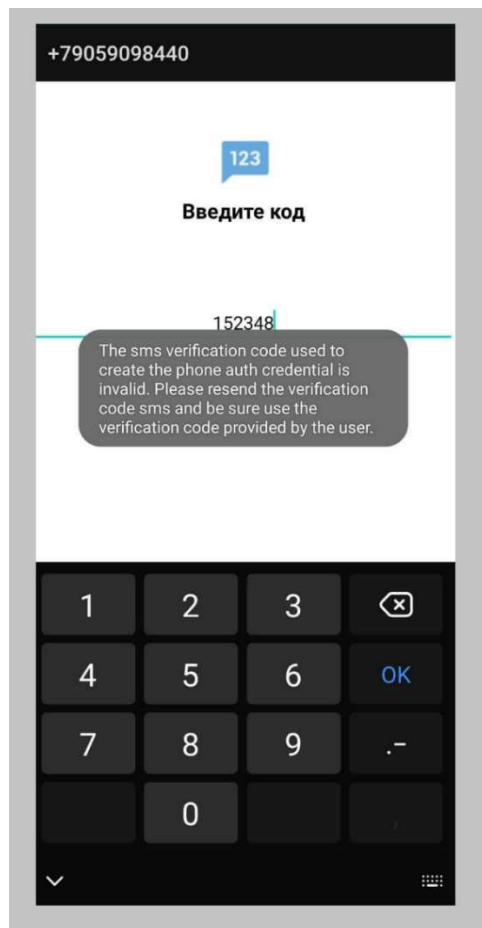 +79059098440
123
Введите код
152348
The sms verification code used to
create the phone auth credential is
invalid. Please resend the verification
code sms and be sure use the
verification code provided by the user.
1 2 3
4 5 6 OK
7 8 9 .–
0 ,